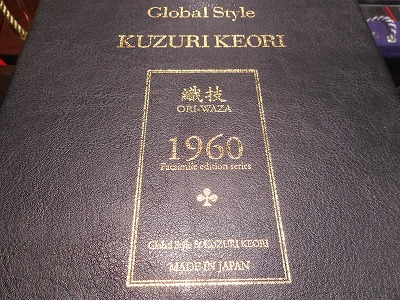 Global Style
KUZURI KEORI
織技
ORI-WAZA
1960
Facsimile edition series
Global Style & KUZURI KEORI
MADE IN JAPAN